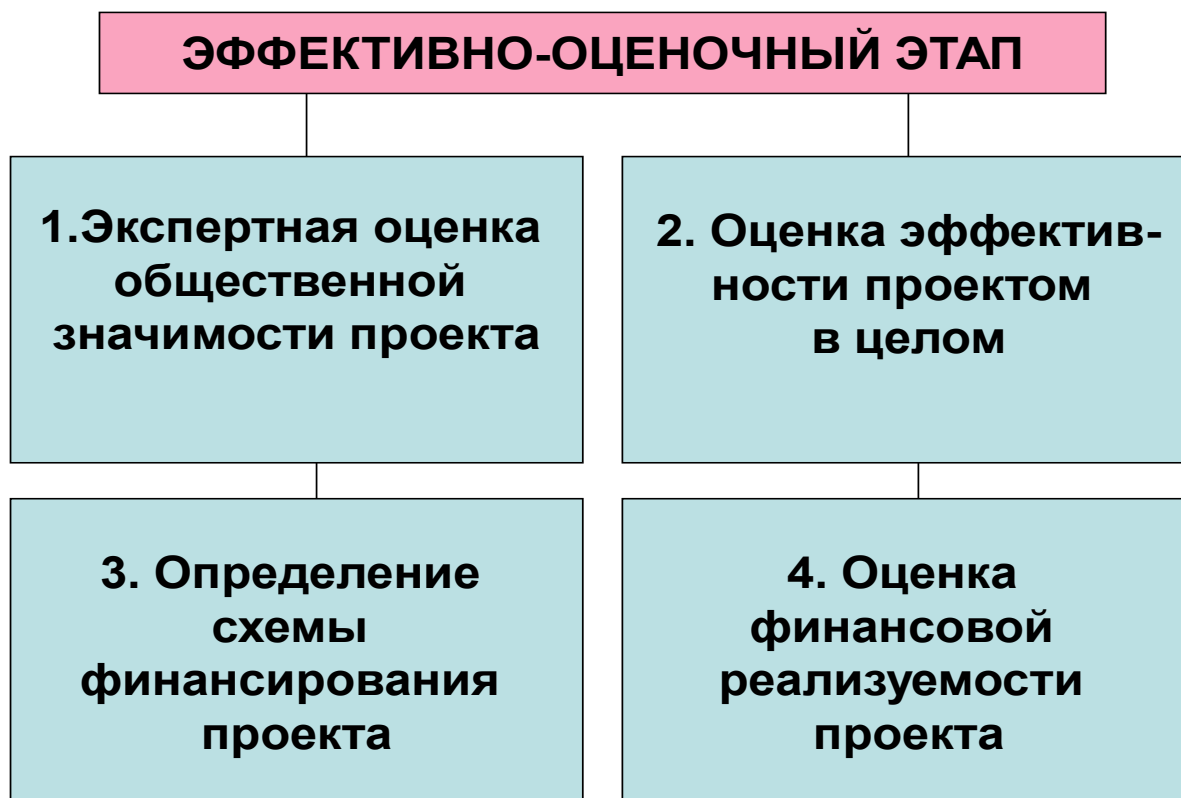 ЭФФЕКТИВНО-ОЦЕНОЧНЫЙ ЭТАП
1.Экспертная оценка
общественной
значимости проекта
2. Оценка эффектив-
ности проектом
в целом
3. Определение
схемы
финансирования
проекта
4. Оценка
финансовой
реализуемости
проекта